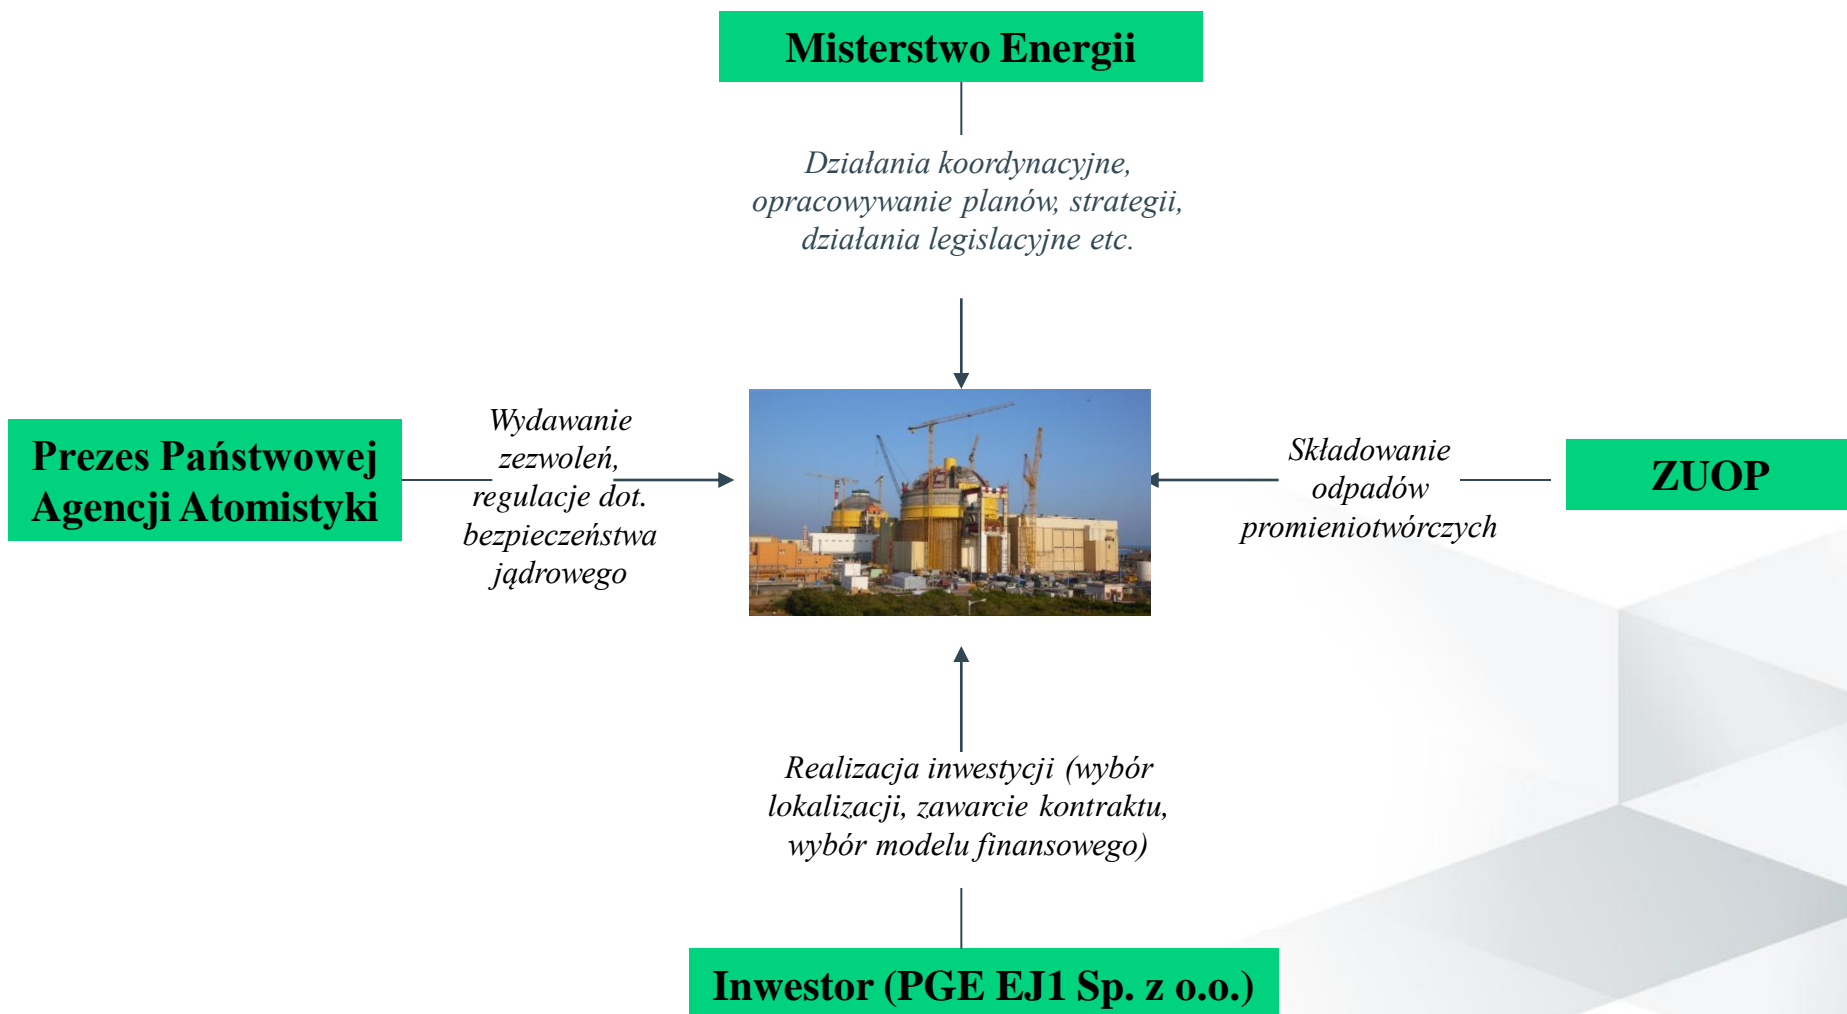 Misterstwo Energii
Działania koordynacyjne,
opracowywanie planów, strategii,
działania legislacyjne etc.
Prezes Państwowej
Agencji Atomistyki
Wydawanie
zezwoleń,
regulacje dot.
bezpieczeństwa
jądrowego
Składowanie
odpadów
promieniotwórczych
ZUOP
Realizacja inwestycji (wybór
lokalizacji, zawarcie kontraktu,
wybór modelu finansowego)
Inwestor (PGE EJ1 Sp. z o.o.)